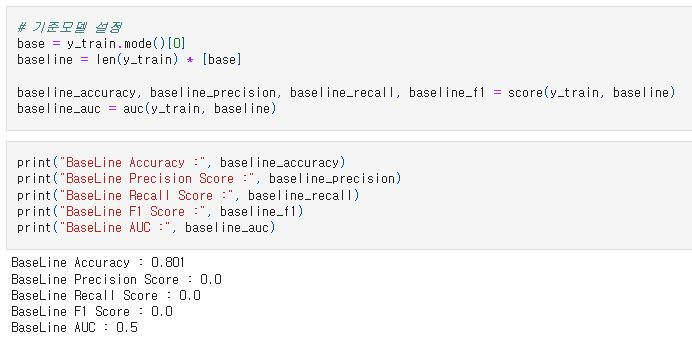 # 기준모델 설정
base = y_train.mode()[0]
baseline = len(y_train) * [base]
baseline_accuracy, baseline_precision, baseline_recall, baseline_f1 = score(y_train, baseline)
baseline_auc = auc(y_train, baseline)
print("BaseLine Accuracy :", baseline_accuracy)
print("BaseLine Precision Score :", baseline_precision)
print("BaseLine Recall Score :", baseline_recall)
print("BaseLine F1 Score :", baseline_f1)
print("BaseLine AUC :", baseline_auc)
BaseLine Accuracy : 0.801
BaseLine Precision Score : 0.0
BaseLine Recall Score : 0.0
BaseLine F1 Score : 0.0
BaseLine AUC : 0.5